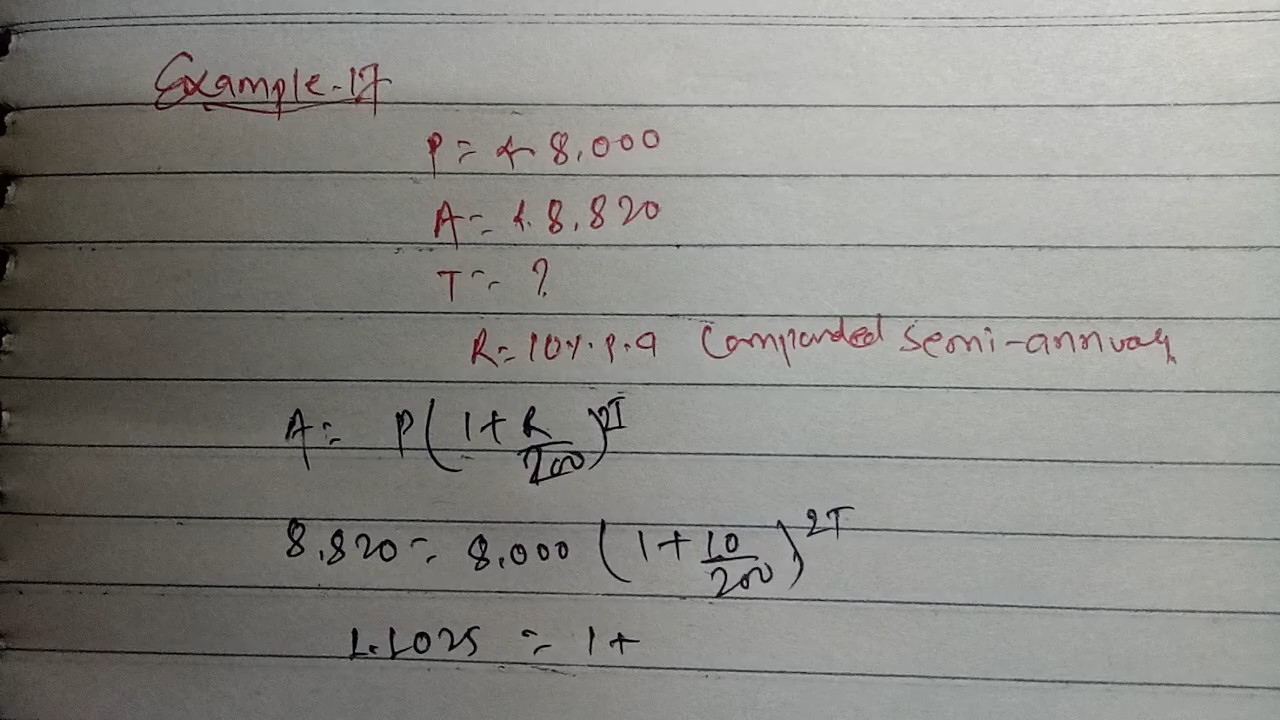 Example-17
P = ₹ 8,000
A = ₹ 8,820
T = ?
R = 10% p.a Compounded semi-annualy
A = P(1+R/200)^2T
8,820 = 8,000 (1+10/200)^2T
1.1025 = 1+